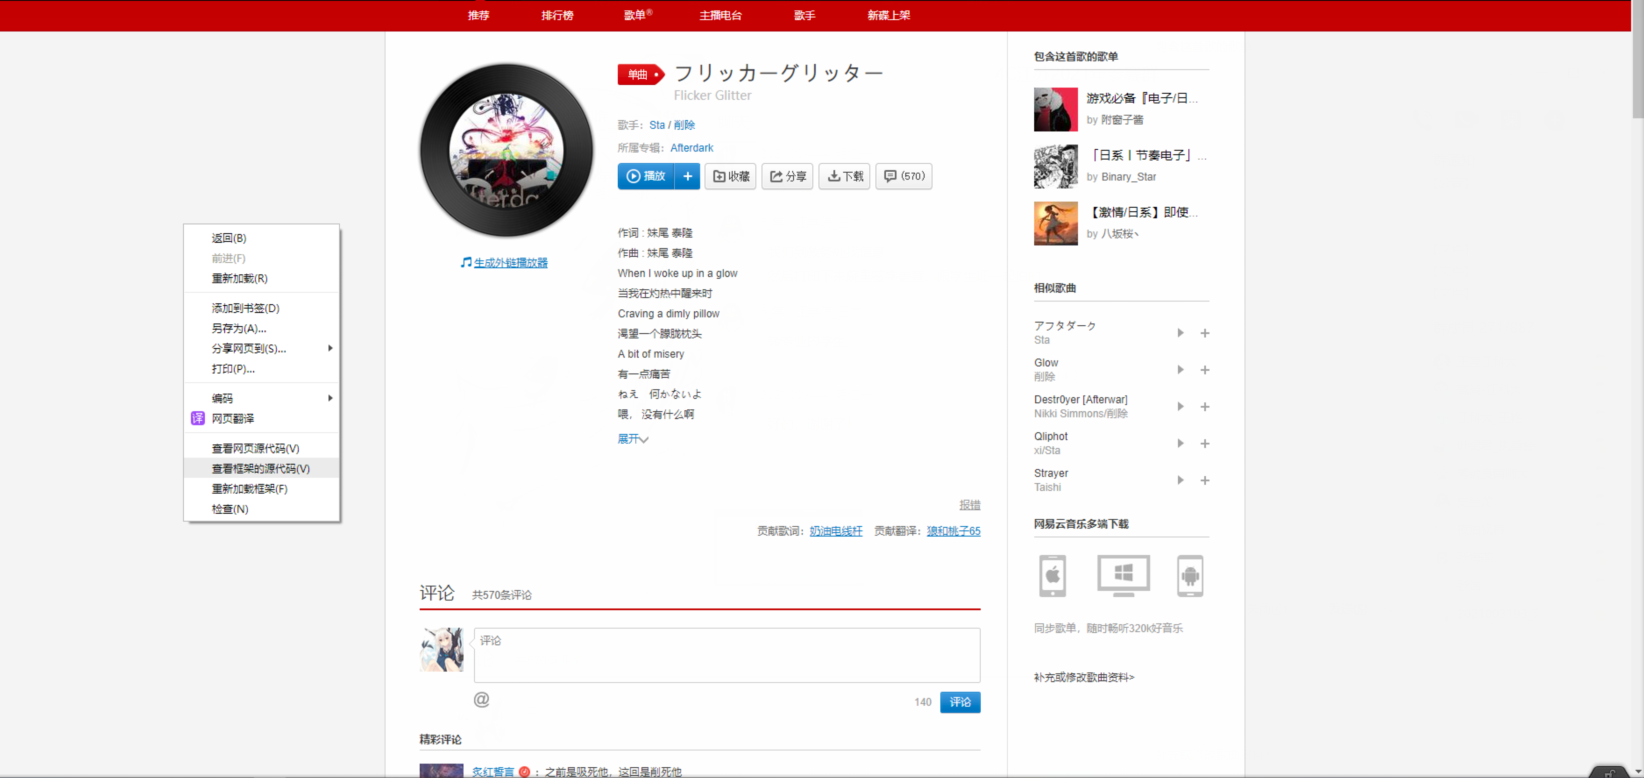 推荐
排行榜
歌单®
主播电台
歌手
新碟上架
单曲
フリッカーグリッター
Flicker Glitter
歌手：Sta / 削除
所属专辑：Afterdark
播放
+
收藏
分享
下载
(570)
生成外链播放器
作词 : 妹尾 泰隆
作曲 : 妹尾 泰隆
When I woke up in a glow
当我在灼热中醒来时
Craving a dimly pillow
渴望一个朦胧枕头
A bit of misery
有一点痛苦
ねえ　何かないよ
喂，没有什么啊
展开
报错
贡献歌词：奶油电线杆
贡献翻译：狼和桃子65
评论
共570条评论
评论
@
140
评论
精彩评论
炙红誓言
：之前是吸死他，这回是削死他
返回(B)
前进(F)
重新加载(R)
添加到书签(D)
另存为(A)...
分享网页到(S)...
打印(P)...
编码
译
网页翻译
查看网页源代码(V)
查看框架的源代码(V)
重新加载框架(F)
检查(N)
包含这首歌的歌单
游戏必备『电子/日...
by 附窗子酱
「日系丨节奏电子」...
by Binary_Star
【激情/日系】即使...
by 八坂桜丶
相似歌曲
アフタダーク
Sta
Glow
削除
Destr0yer [Afterwar]
Nikki Simmons/削除
Qliphot
xi/Sta
Strayer
Taishi
网易云音乐多端下载
同步歌单，随时畅听320k好音乐
补充或修改歌曲资料>